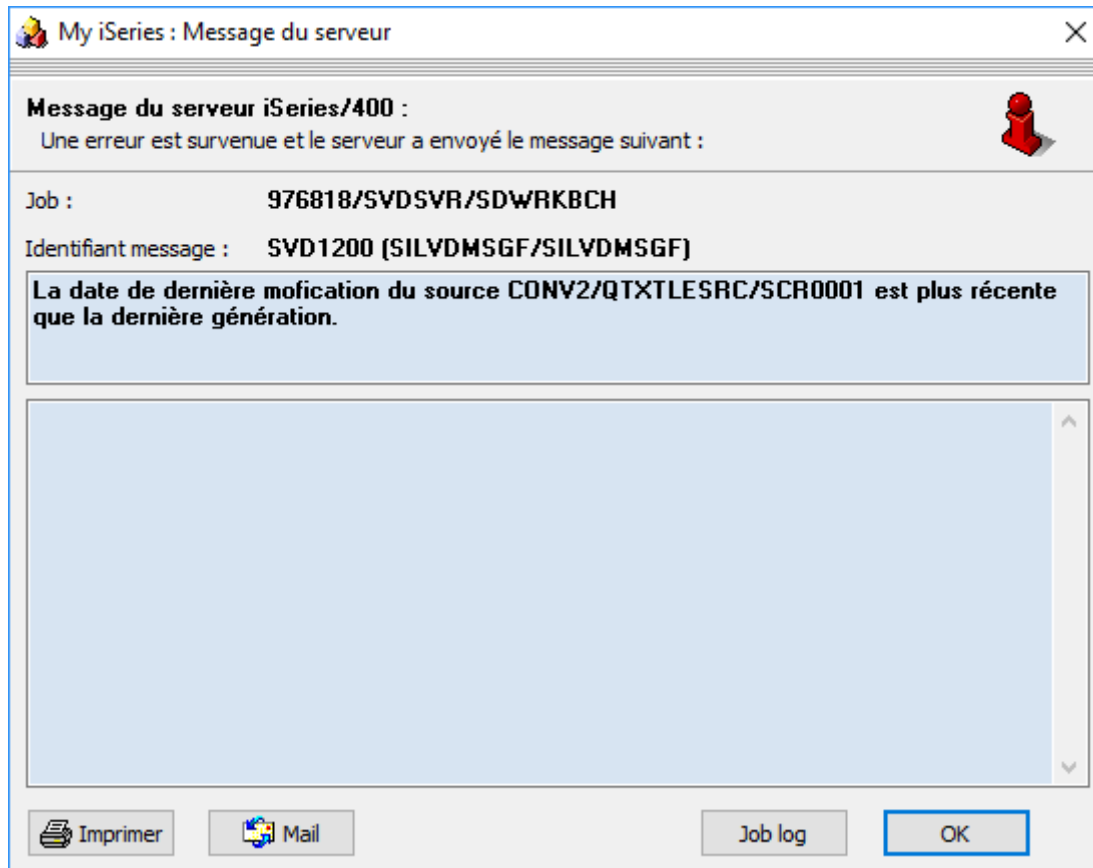 My iSeries : Message du serveur
Message du serveur iSeries/400 :
Une erreur est survenue et le serveur a envoyé le message suivant :
Job : 976818/SVDSVR/SDWRKBCH
Identifiant message : SVD1200 (SILVDMSGF/SILVDMSGF)
La date de dernière mofication du source CONV2/QTXTLESRC/SCR0001 est plus récente
que la dernière génération.
Imprimer Mail Job log OK